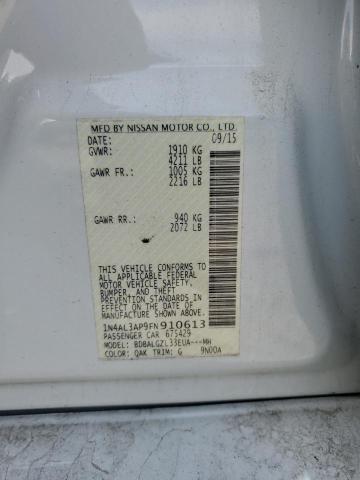 MFD BY NISSAN MOTOR CO., LTD.
DATE: 09/15
GVWR: 1910 KG
4211 LB
GAWR FR.: 1005 KG
2216 LB
GAWR RR.: 940 KG
2072 LB
THIS VEHICLE CONFORMS TO
ALL APPLICABLE FEDERAL
MOTOR VEHICLE SAFETY,
BUMPER, AND THEFT
PREVENTION STANDARDS
IN EFFECT ON THE DATE OF
MANUFACTURE SHOWN ABOVE.
1N4AL3AP9FN910613
PASSENGER CAR 675429
MODEL: BDBALGZL33EUA---MH
COLOR: QAK TRIM: G 9N00A